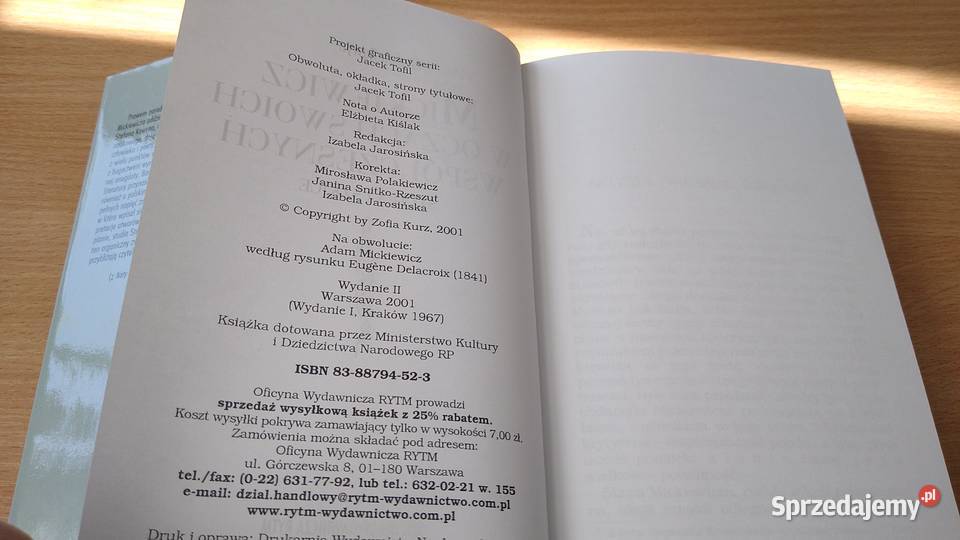 Projekt graficzny serii:
Jacek Tofil
Obwoluta, okładka, strony tytułowe:
Jacek Tofil
Nota o Autorze
Elżbieta Kiślak
Redakcja:
Izabela Jarosińska
Korekta:
Mirosława Polakiewicz
Janina Snitko-Rzeszut
Izabela Jarosińska
© Copyright by Zofia Kurz, 2001
Na obwolucie:
Adam Mickiewicz
według rysunku Eugène Delacroix (1841)
Wydanie II
Warszawa 2001
(Wydanie I, Kraków 1967)
Książka dotowana przez Ministerstwo Kultury
i Dziedzictwa Narodowego RP
ISBN 83-88794-52-3
Oficyna Wydawnicza RYTM prowadzi
sprzedaż wysyłkową książek z 25% rabatem.
Koszt wysyłki pokrywa zamawiający tylko w wysokości 7,00 zł.
Zamówienia można składać pod adresem:
Oficyna Wydawnicza RYTM
ul. Górczewska 8, 01-180 Warszawa
tel./fax: (0-22) 631-77-92, lub tel.: 632-02-21 w. 155
e-mail: dzial.handlowy@rytm-wydawnictwo.com.pl
www.rytm-wydawnictwo.com.pl
Druk i oprawa: Drukarnia
Sprzedajemy.pl